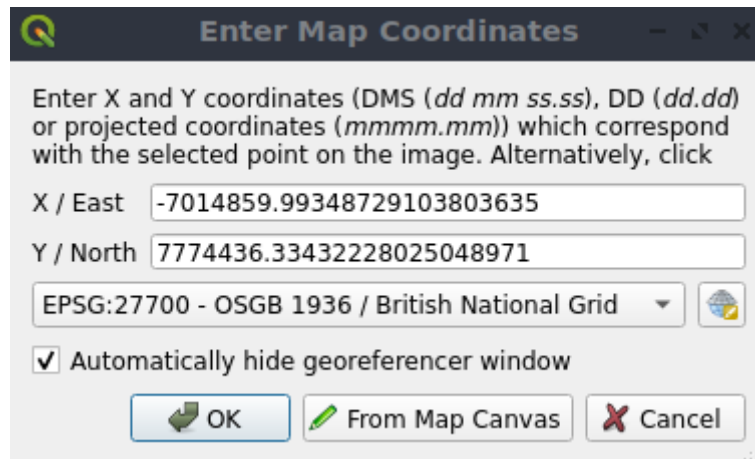 Enter Map Coordinates
Enter X and Y coordinates (DMS (dd mm ss.ss), DD (dd.dd)
or projected coordinates (mmmm.mm)) which correspond
with the selected point on the image. Alternatively, click
X / East -7014859.99348729103803635
Y / North 7774436.33432228025048971
EPSG:27700 - OSGB 1936 / British National Grid
Automatically hide georeferencer window
OK From Map Canvas Cancel